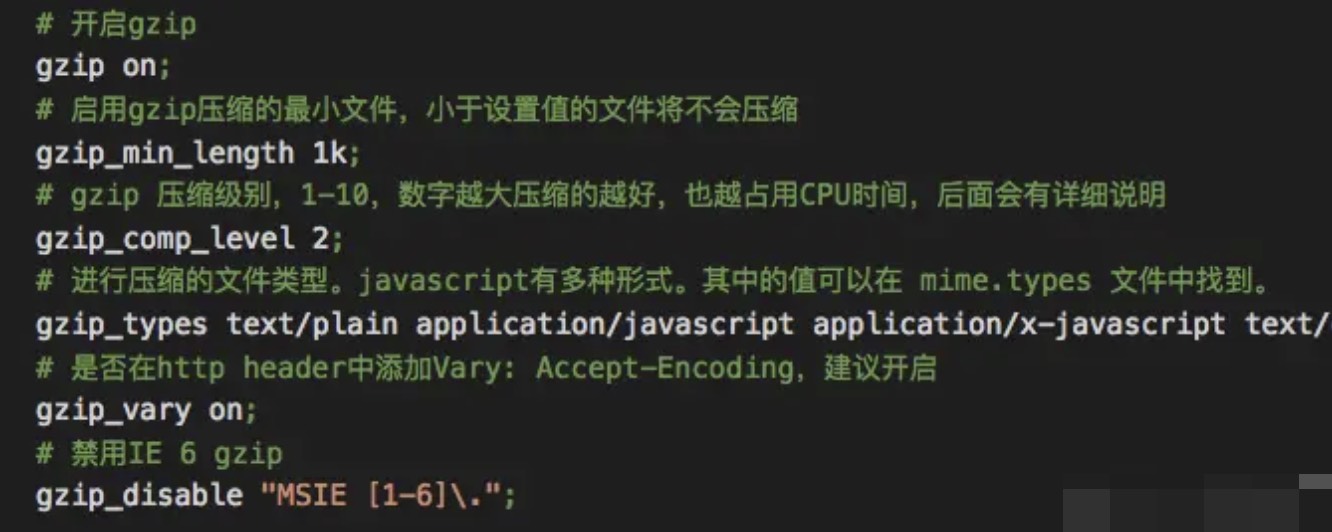 # 开启gzip
gzip on;
# 启用gzip压缩的最小文件，小于设置值的文件将不会压缩
gzip_min_length 1k;
# gzip 压缩级别，1-10，数字越大压缩的越好，也越占用CPU时间，后面会有详细说明
gzip_comp_level 2;
# 进行压缩的文件类型。javascript有多种形式。其中的值可以在 mime.types 文件中找到。
gzip_types text/plain application/javascript application/x-javascript text/
# 是否在http header中添加Vary: Accept-Encoding，建议开启
gzip_vary on;
# 禁用IE 6 gzip
gzip_disable "MSIE [1-6]\.";